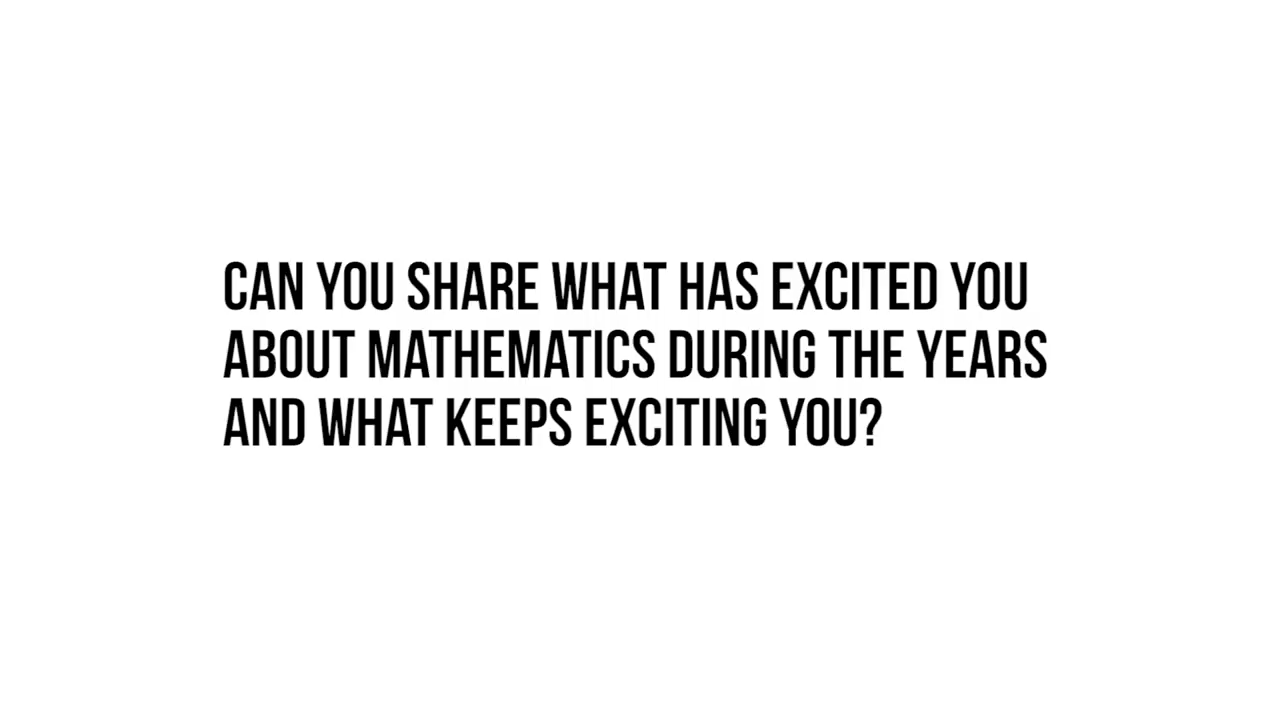 CAN YOU SHARE WHAT HAS EXCITED YOU
ABOUT MATHEMATICS DURING THE YEARS
AND WHAT KEEPS EXCITING YOU?